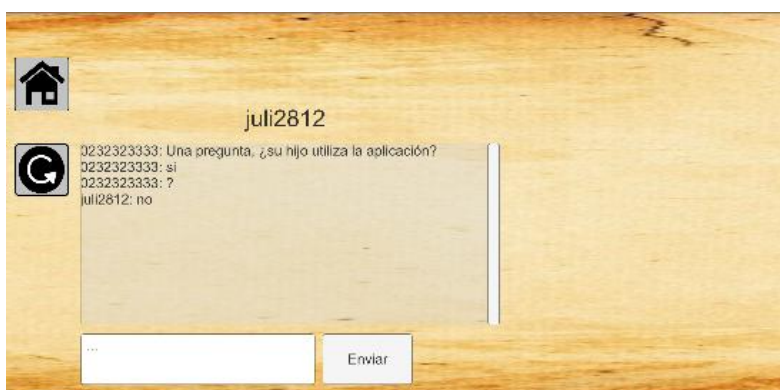 juli2812
0232323333: Una pregunta, ¿su hijo utiliza la aplicación?
0232323333: si
0232323333: ?
juli2812: no
...
Enviar